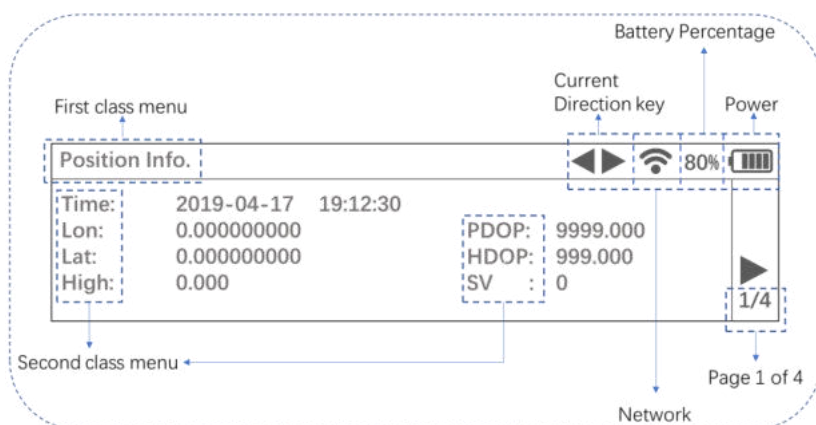 Battery Percentage
Current
Direction key
First class menu
Power
Position Info.
80%
Time: 2019-04-17 19:12:30
Lon: 0.000000000 PDOP: 9999.000
Lat: 0.000000000 HDOP: 999.000
High: 0.000 SV : 0
1/4
Second class menu
Page 1 of 4
Network